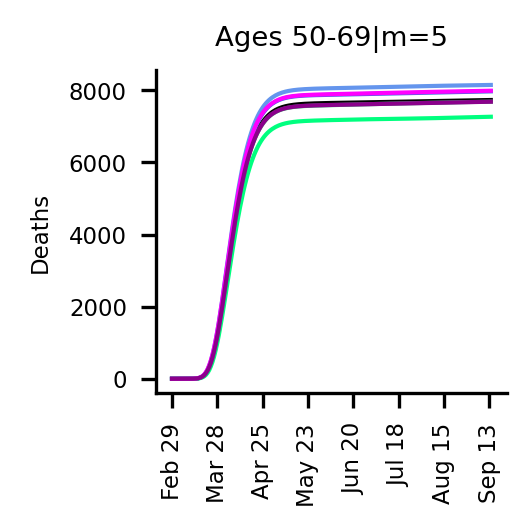 Ages 50-69|m=5
Deaths
8000
6000
4000
2000
0
Feb 29
Mar 28
Apr 25
May 23
Jun 20
Jul 18
Aug 15
Sep 13